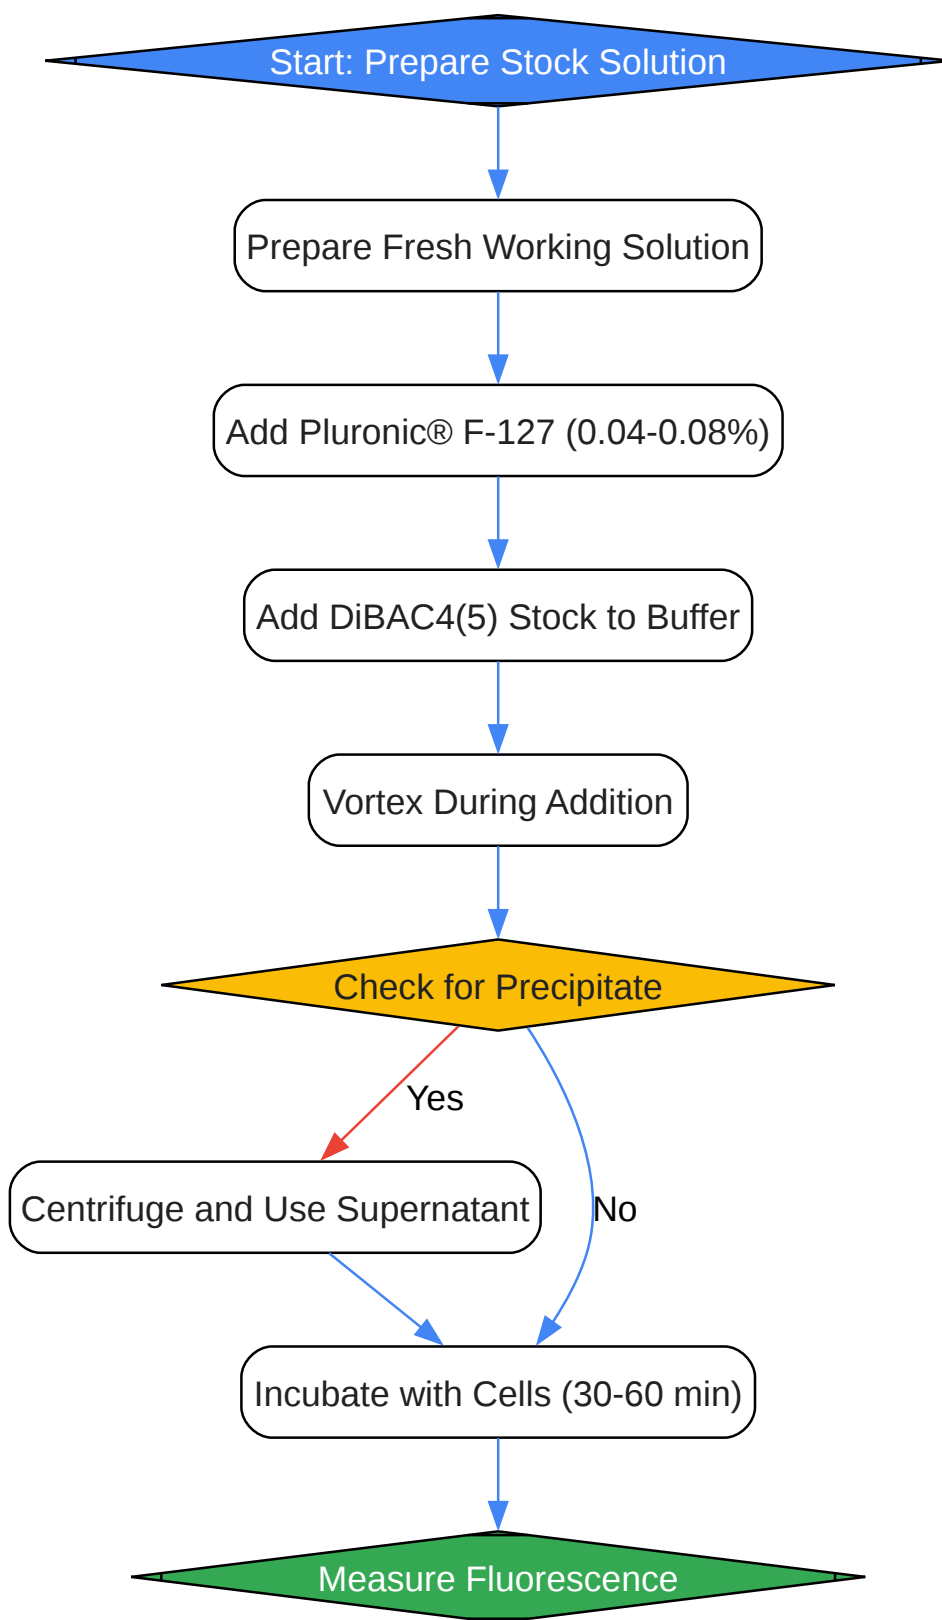 Start: Prepare Stock Solution
Prepare Fresh Working Solution
Add Pluronic® F-127 (0.04-0.08%)
Add DiBAC4(5) Stock to Buffer
Vortex During Addition
Check for Precipitate
Yes
Centrifuge and Use Supernatant
No
Incubate with Cells (30-60 min)
Measure Fluorescence